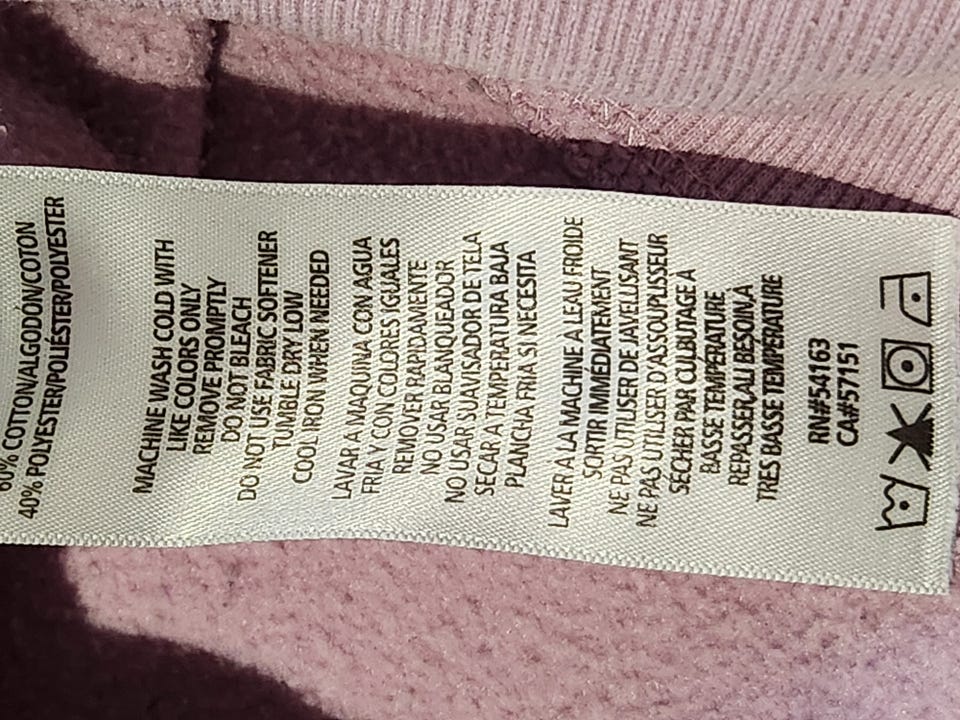 60% COTTON/ALGODÓN/COTON
40% POLYESTER/POLIÉSTER/POLYESTER
MACHINE WASH COLD WITH
LIKE COLORS ONLY
REMOVE PROMPTLY
DO NOT BLEACH
DO NOT USE FABRIC SOFTENER
TUMBLE DRY LOW
COOL IRON WHEN NEEDED
LAVAR A MAQUINA CON AGUA
FRIA Y CON COLORES IGUALES
REMOVER RAPIDAMENTE
NO USAR BLANQUEADOR
NO USAR SUAVISADOR DE TELA
SECAR A TEMPERATURA BAJA
PLANCHA FRIA SI NECESITA
LAVER À LA MACHINE À LEAU FROIDE
SORTIR IMMÉDIATEMENT
NE PAS UTILISER DE JAVELLISANT
NE PAS UTILISER D'ASSOUPLISSEUR
SÉCHER PAR CULBUTAGE À
BASSE TEMPÉRATURE
REPASSER,ALI BESOIN,À
TRES BASSE TEMPÉRATURE
RN#54163
CA#57151